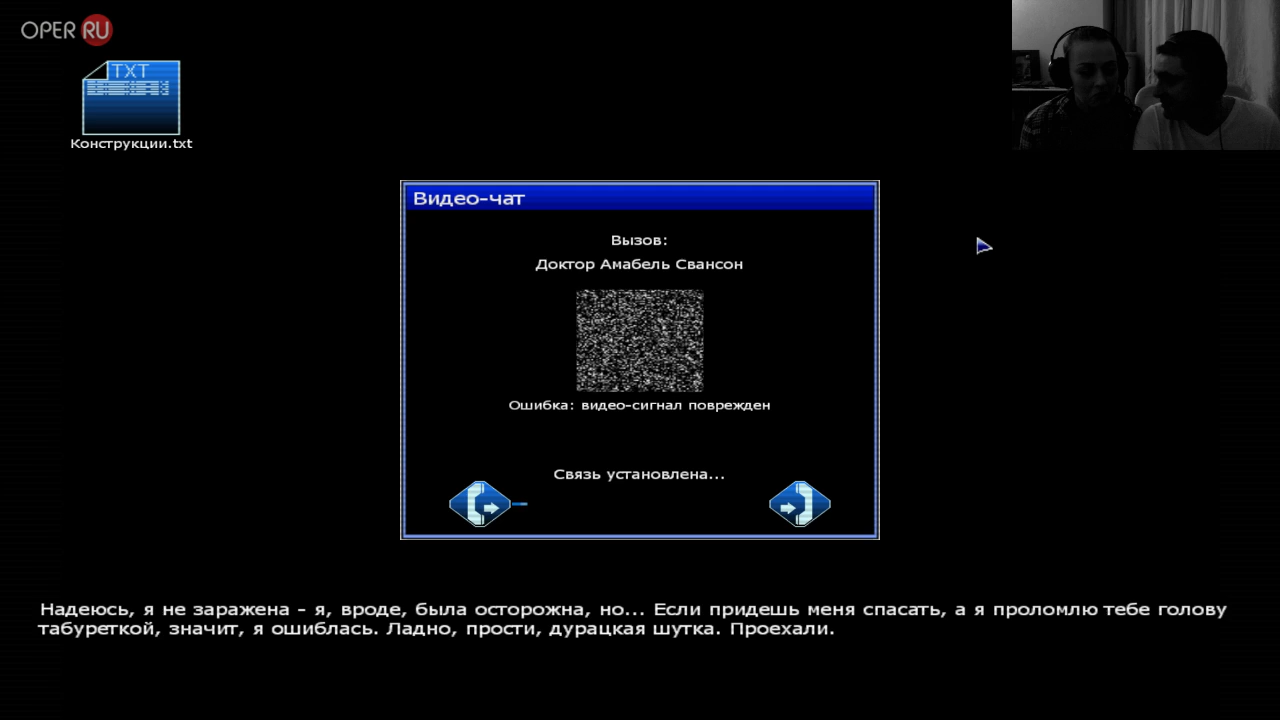 OPER RU
TXT
Конструкции.txt
Видео-чат
Вызов:
Доктор Амабель Свансон
Ошибка: видео-сигнал поврежден
Связь установлена...
Надеюсь, я не заражена - я, вроде, была осторожна, но... Если придешь меня спасать, а я проломлю тебе голову
табуреткой, значит, я ошиблась. Ладно, прости, дурацкая шутка. Проехали.